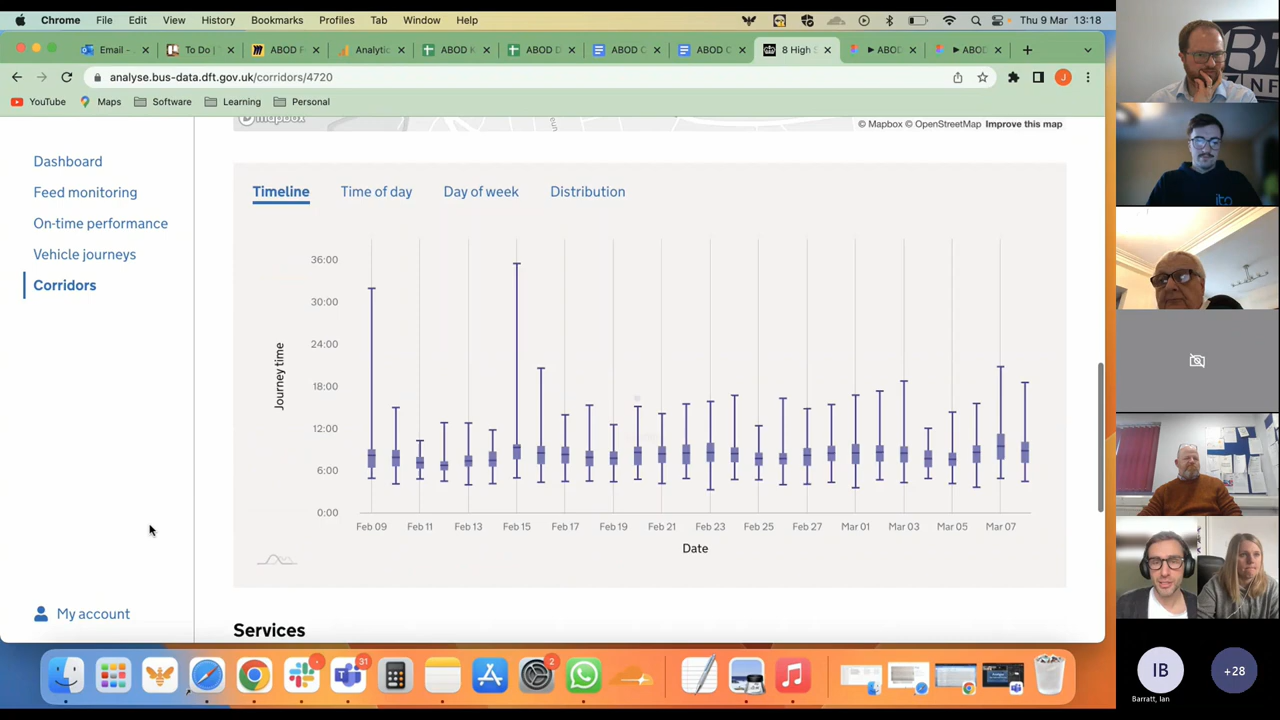 Chrome File Edit View History Bookmarks Profiles Tab Window Help Thu 9 Mar 13:18
Email - To Do | ABOD F Analytic ABOD K ABOD D ABOD C ABOD C 8 High S ABOD ABOD
analyse.bus-data.dft.gov.uk/corridors/4720
YouTube Maps Software Learning Personal
mapbox
© Mapbox © OpenStreetMap Improve this map
Dashboard
Feed monitoring
On-time performance
Vehicle journeys
Corridors
My account
Timeline Time of day Day of week Distribution
Journey time
36:00
30:00
24:00
18:00
12:00
6:00
0:00
Feb 09 Feb 11 Feb 13 Feb 15 Feb 17 Feb 19 Feb 21 Feb 23 Feb 25 Feb 27 Mar 01 Mar 03 Mar 05 Mar 07
Date
Services
31
2
J
ito
IB
Barratt, Ian
+28